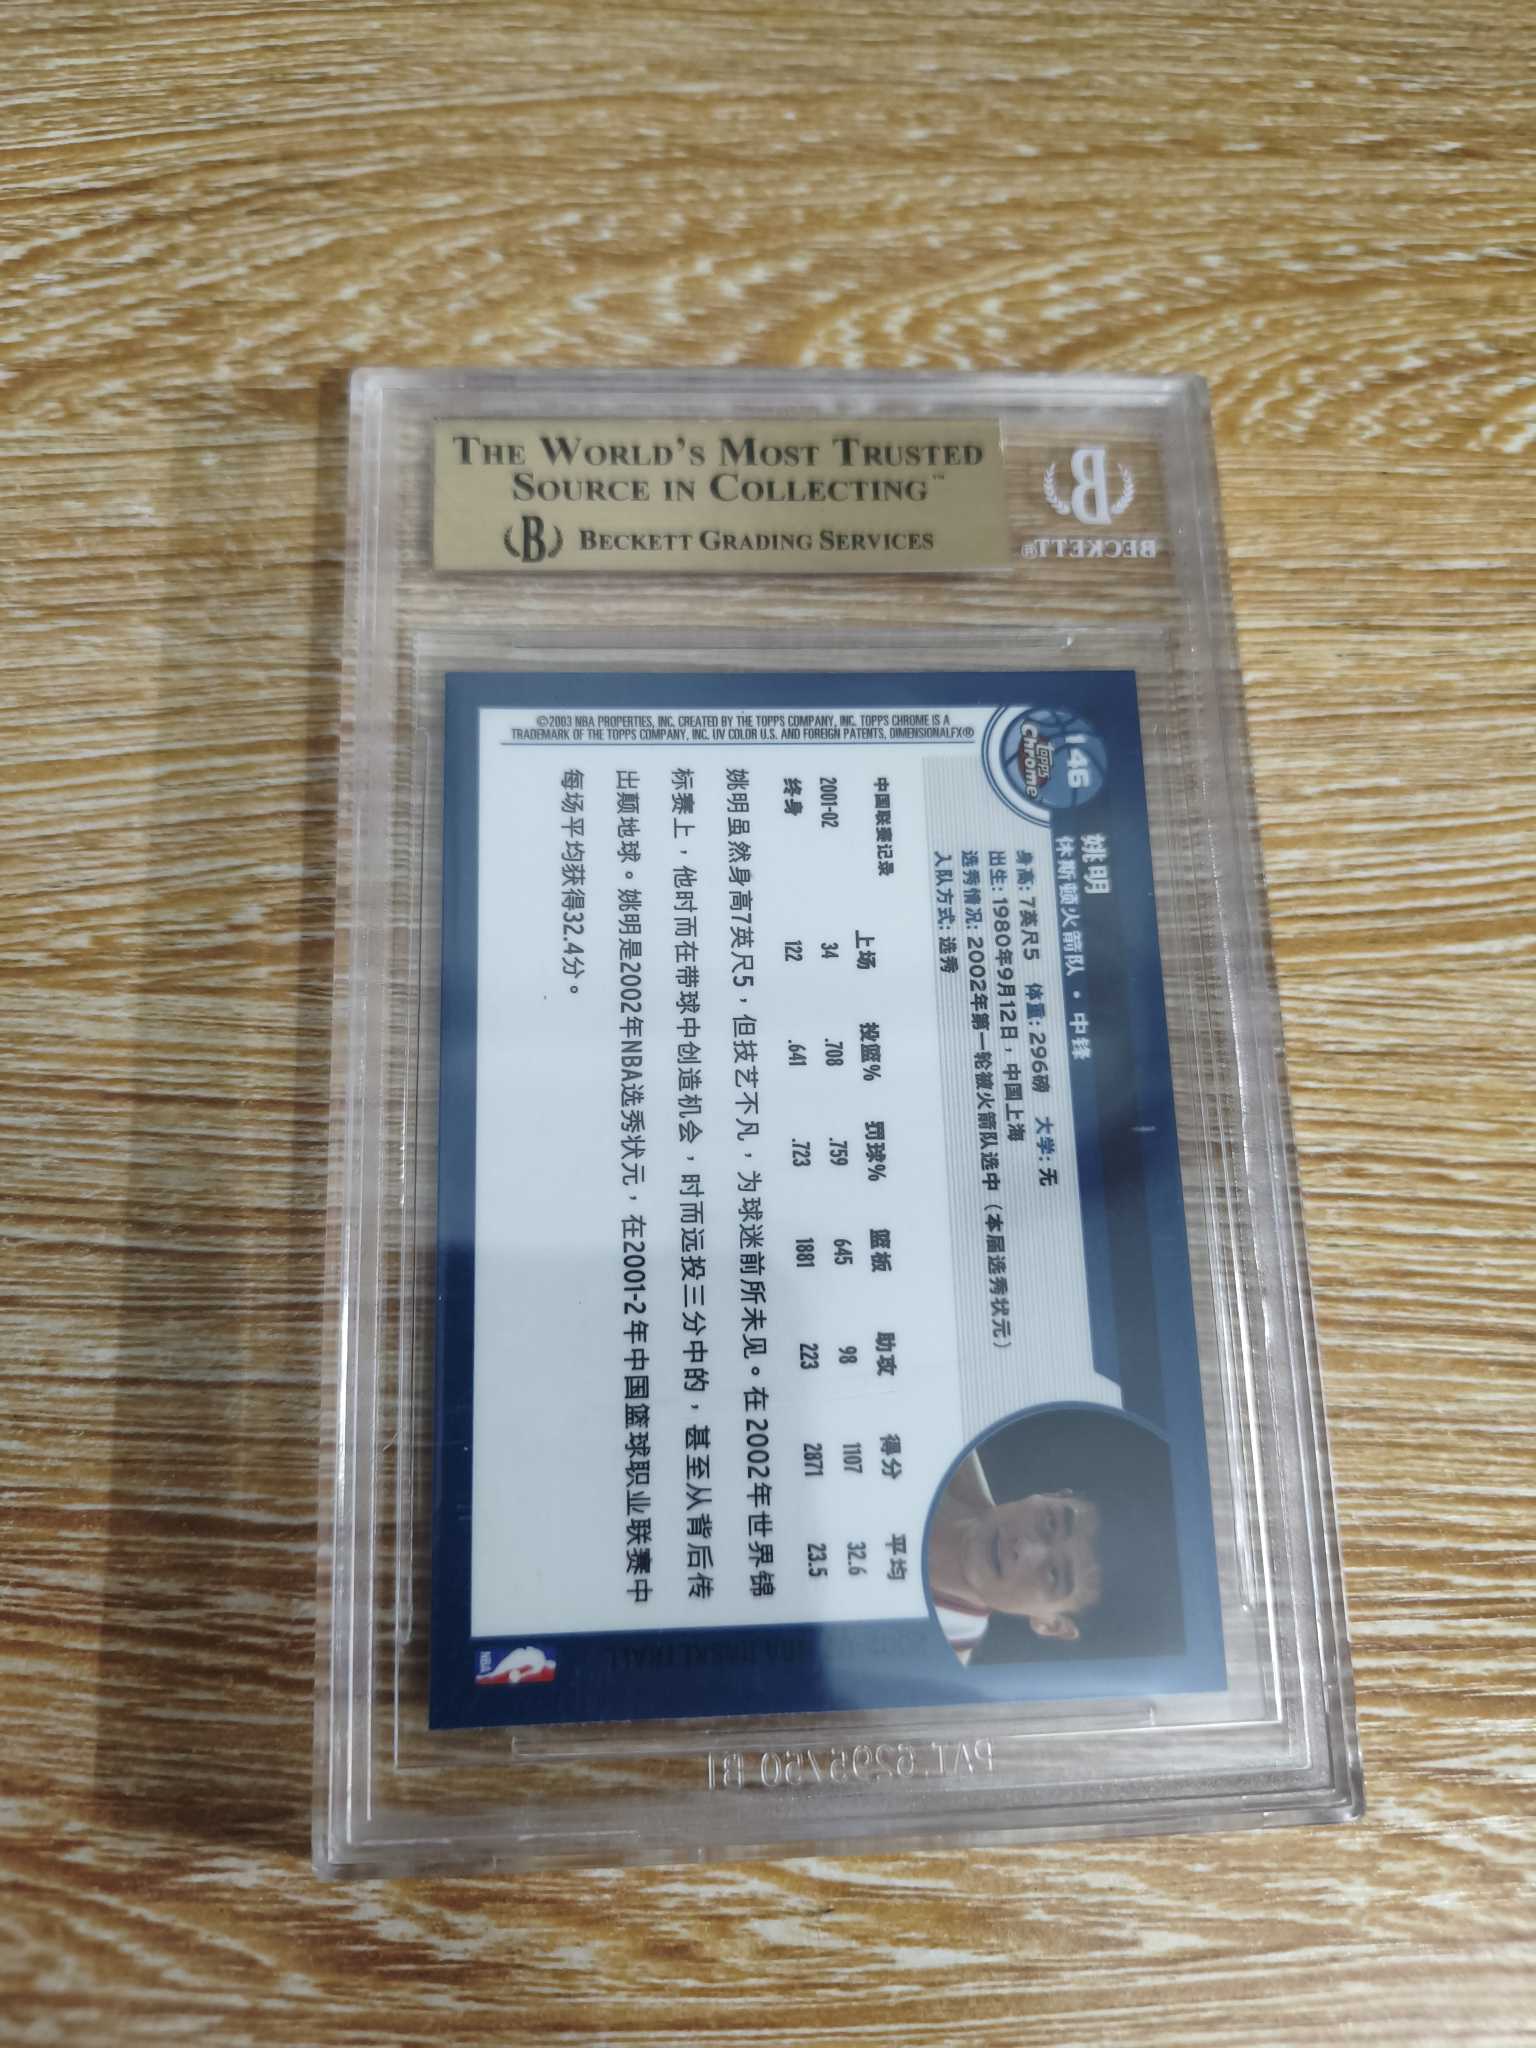 THE WORLD'S MOST TRUSTED
SOURCE IN COLLECTING™
B BECKETT GRADING SERVICES
B
BECKETT®
146
topps
Chrome
姚明
休斯顿火箭队·中锋
身高: 7英尺5 体重: 296磅 大学: 无
出生: 1980年9月12日, 中国上海
选秀情况: 2002年第一轮被火箭队选中 (本届选秀状元)
入队方式: 选秀
中国联赛记录 上场 投篮% 罚球% 篮板 助攻 得分 平均
2001-02 34 .708 .759 645 98 1107 32.6
终身 122 .641 .723 1881 223 2871 23.5
姚明虽然身高7英尺5，但技艺不凡，为球迷前所未见。在2002年世界锦
标赛上，他时而在带球中创造机会，时而远投三分中的，甚至从背后传
出颠地球。姚明是2002年NBA选秀状元，在2001-2年中国篮球职业联赛中
每场平均获得32.4分。
©2003 NBA PROPERTIES, INC. CREATED BY THE TOPPS COMPANY, INC. TOPPS CHROME IS A
TRADEMARK OF THE TOPPS COMPANY, INC. UV COLOR U.S. AND FOREIGN PATENTS, DIMENSIONALFX®
NBA